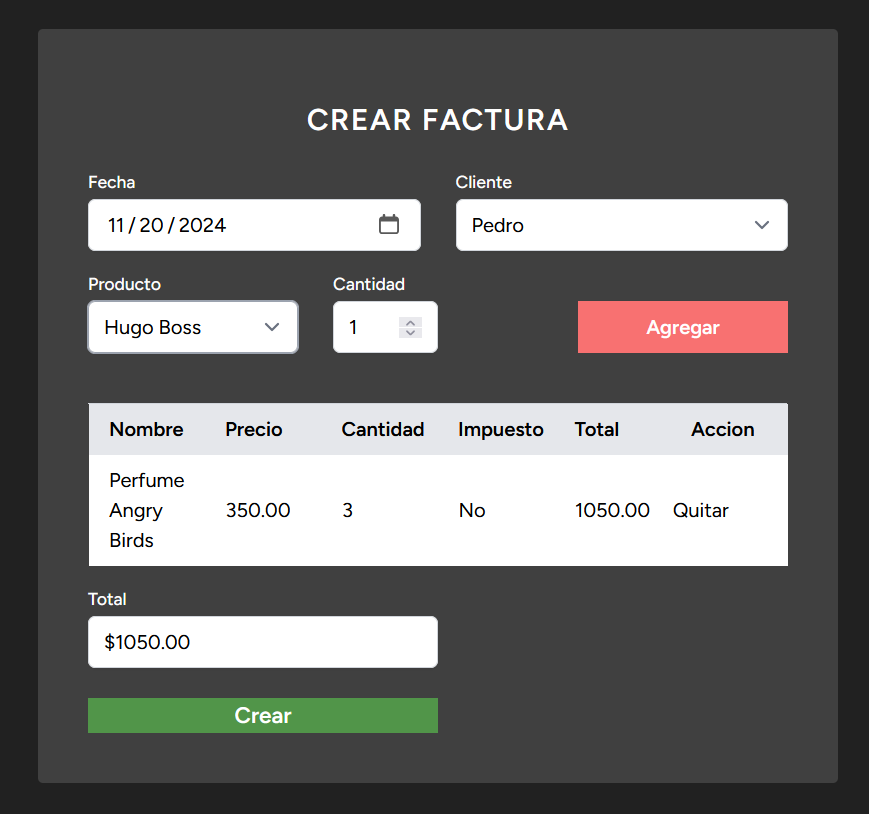 CREAR FACTURA
Fecha
Cliente
11/20/2024
Pedro
Producto
Cantidad
Hugo Boss
1
Agregar
Nombre Precio Cantidad Impuesto Total Accion
Perfume
Angry
Birds
350.00 3 No 1050.00 Quitar
Total
$1050.00
Crear